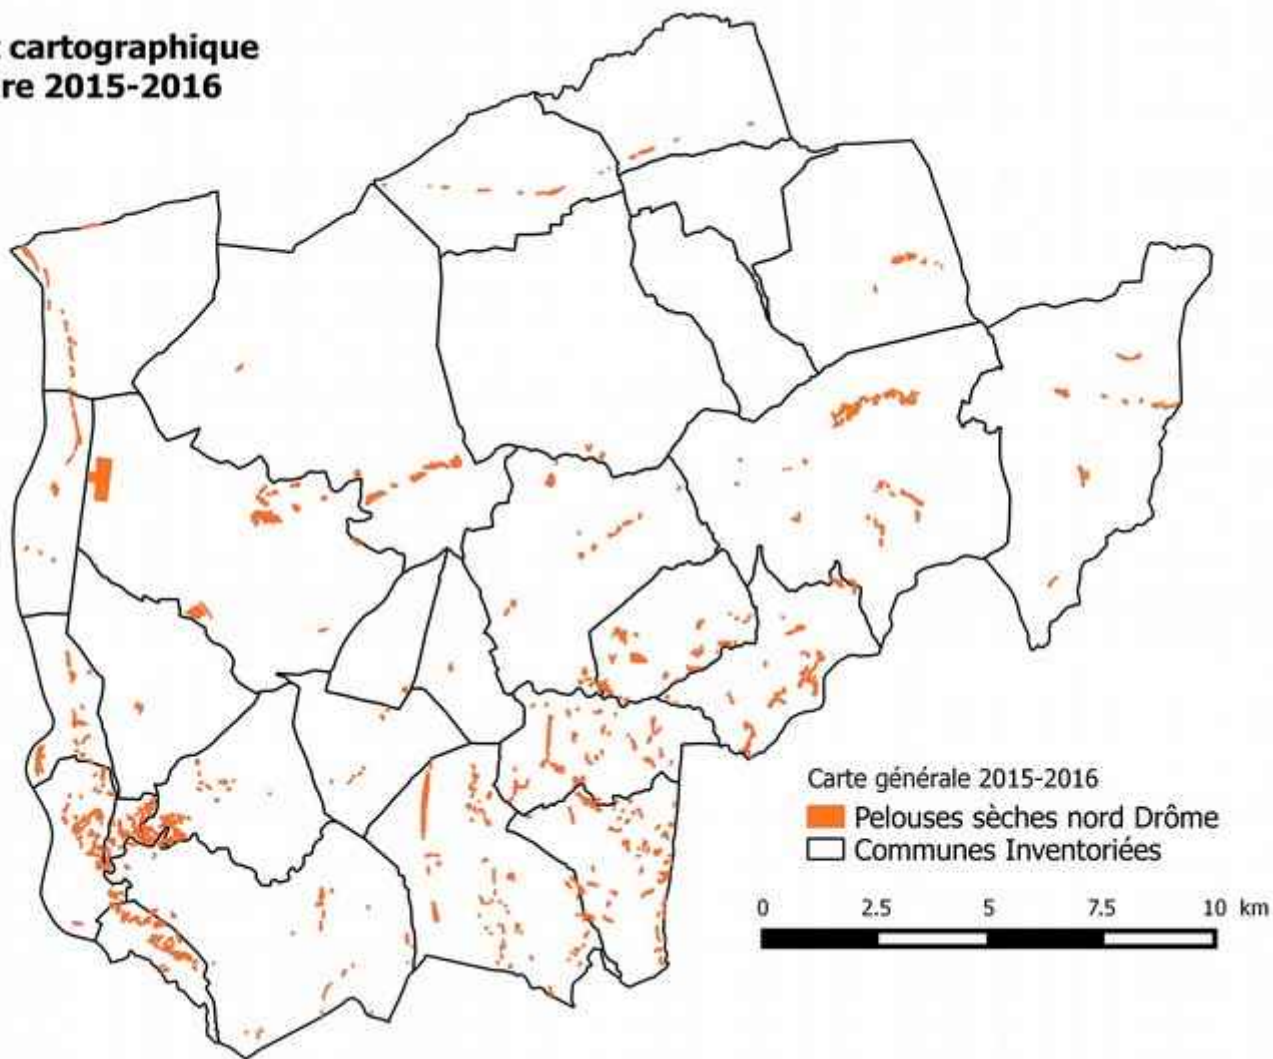 cartographique
re 2015-2016
Carte générale 2015-2016
Pelouses sèches nord Drôme
Communes Inventoriées
0 2.5 5 7.5 10 km